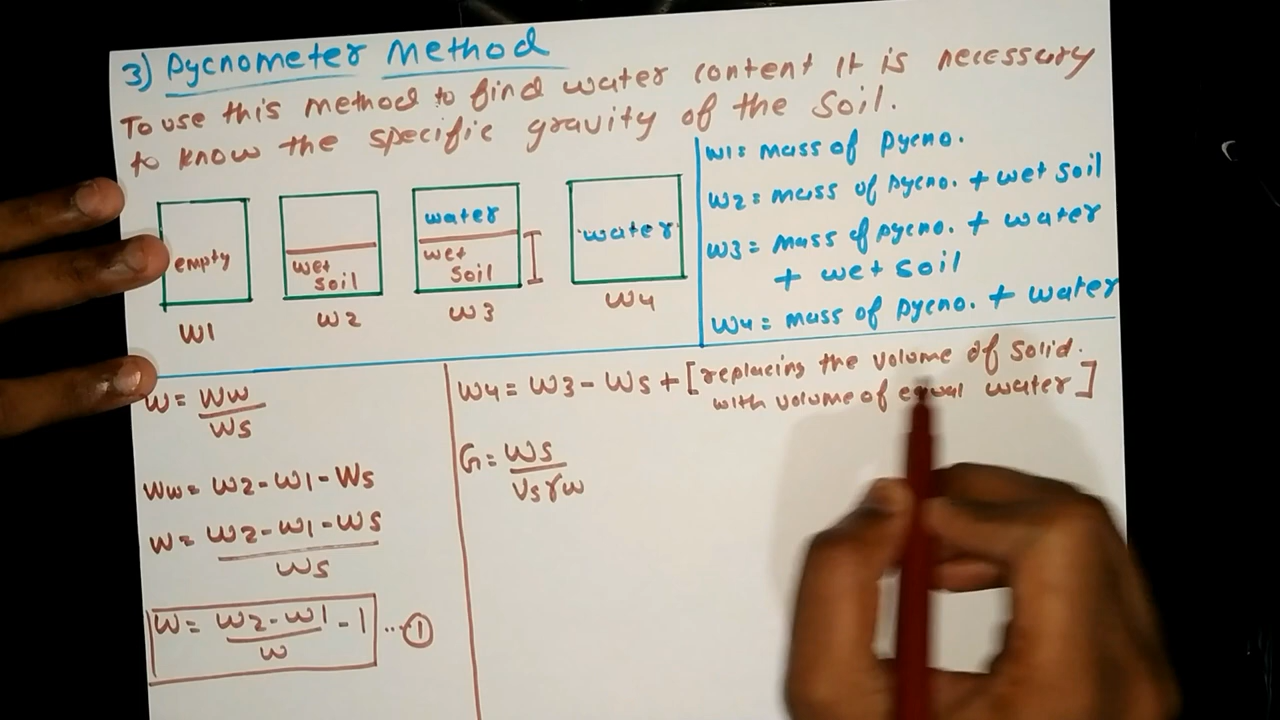 3) Pycnometer Method
To use this method to find water content it is necessary
to know the specific gravity of the soil.
empty
wet
soil
water
wet
soil
water
W1
W2
W3
W4
W1 = mass of pycno.
W2 = mass of pycno. + wet soil
W3 = mass of pycno. + water
+ wet soil
W4 = mass of pycno. + water
W = Ww
Ws
Ww = W2 - W1 - Ws
W = W2 - W1 - Ws
Ws
W = W2 - W1 - 1 ...①
W
W4 = W3 - Ws + [replacing the volume of solid.
with volume of equal water]
G = Ws
Vsγw